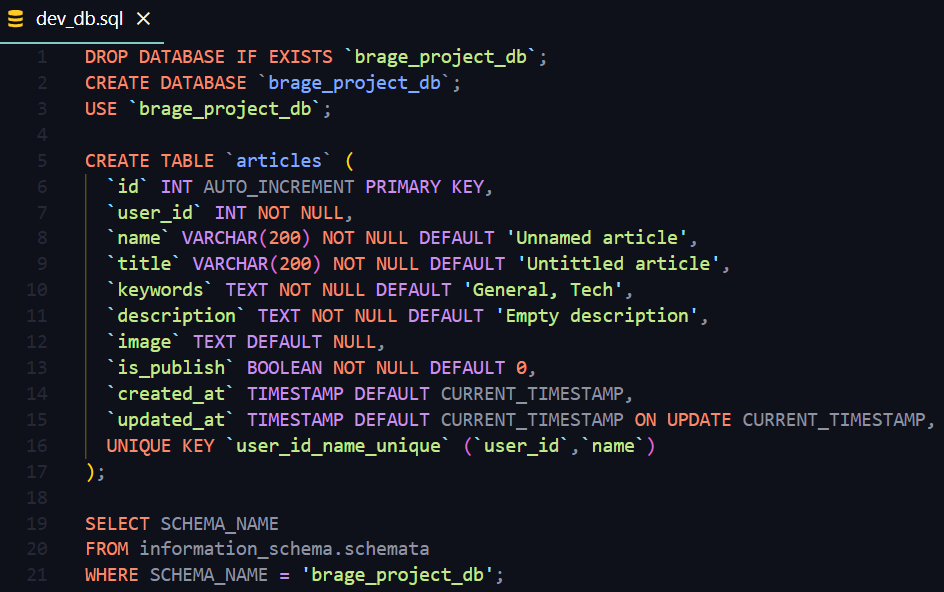 dev_db.sql ×
1 DROP DATABASE IF EXISTS `brage_project_db`;
2 CREATE DATABASE `brage_project_db`;
3 USE `brage_project_db`;
4
5 CREATE TABLE `articles` (
6 `id` INT AUTO_INCREMENT PRIMARY KEY,
7 `user_id` INT NOT NULL,
8 `name` VARCHAR(200) NOT NULL DEFAULT 'Unnamed article',
9 `title` VARCHAR(200) NOT NULL DEFAULT 'Untittled article',
10 `keywords` TEXT NOT NULL DEFAULT 'General, Tech',
11 `description` TEXT NOT NULL DEFAULT 'Empty description',
12 `image` TEXT DEFAULT NULL,
13 `is_publish` BOOLEAN NOT NULL DEFAULT 0,
14 `created_at` TIMESTAMP DEFAULT CURRENT_TIMESTAMP,
15 `updated_at` TIMESTAMP DEFAULT CURRENT_TIMESTAMP ON UPDATE CURRENT_TIMESTAMP,
16 UNIQUE KEY `user_id_name_unique` (`user_id`,`name`)
17 );
18
19 SELECT SCHEMA_NAME
20 FROM information_schema.schemata
21 WHERE SCHEMA_NAME = 'brage_project_db';